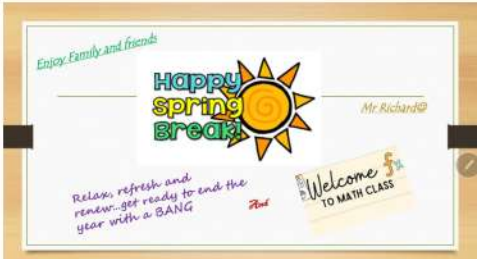 Enjoy Family and friends
Happy
Spring
Break!
Mr Richard☺
Relax, refresh and
renew...get ready to end the
year with a BANG
And
Welcome
TO MATH CLASS